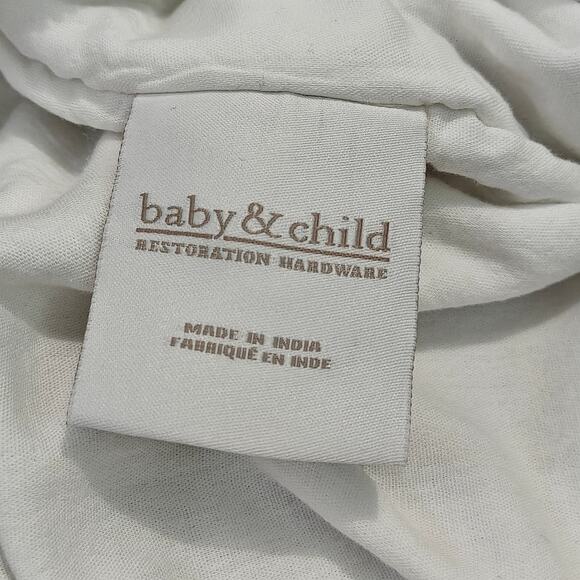 baby & child
RESTORATION HARDWARE
MADE IN INDIA
FABRIQUÉ EN INDE